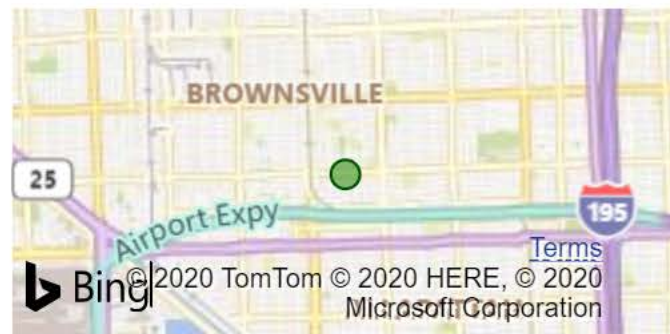 BROWNSVILLE
25
Airport Expy
195
Terms
Bing
© 2020 TomTom © 2020 HERE, © 2020
Microsoft Corporation